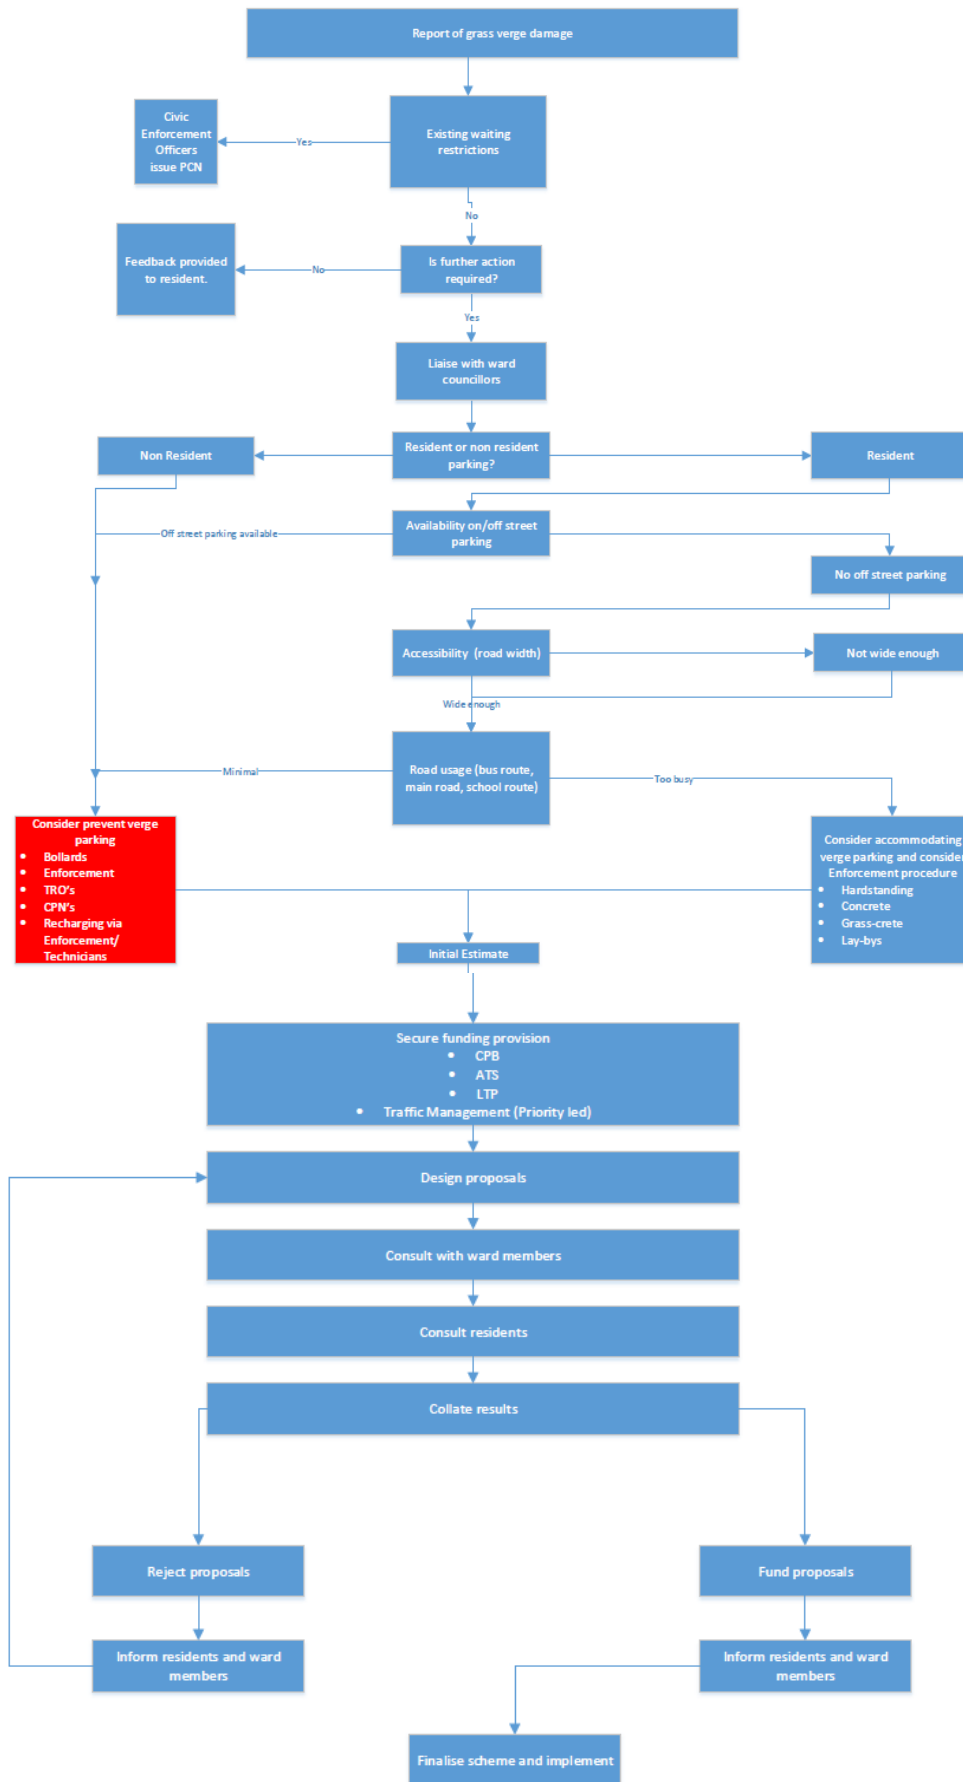 Report of grass verge damage
Civic
Enforcement
Officers
issue PCN
Yes
Existing waiting
restrictions
No
Feedback provided
to resident.
No
Is further action
required?
Yes
Liaise with ward
councillors
Non Resident
Resident or non resident
parking?
Resident
Off street parking available
Availability on/off street
parking
No off street parking
Accessibility (road width)
Not wide enough
Wide enough
Minimal
Road usage (bus route,
main road, school route)
Too busy
Consider prevent verge
parking
• Bollards
• Enforcement
• TRO's
• CPN's
• Recharging via
Enforcement/
Technicians
Consider accommodating
verge parking and consider
Enforcement procedure
• Hardstanding
• Concrete
• Grass-crete
• Lay-bys
Initial Estimate
Secure funding provision
• CPB
• ATS
• LTP
• Traffic Management (Priority led)
Design proposals
Consult with ward members
Consult residents
Collate results
Reject proposals
Fund proposals
Inform residents and ward
members
Inform residents and ward
members
Finalise scheme and implement